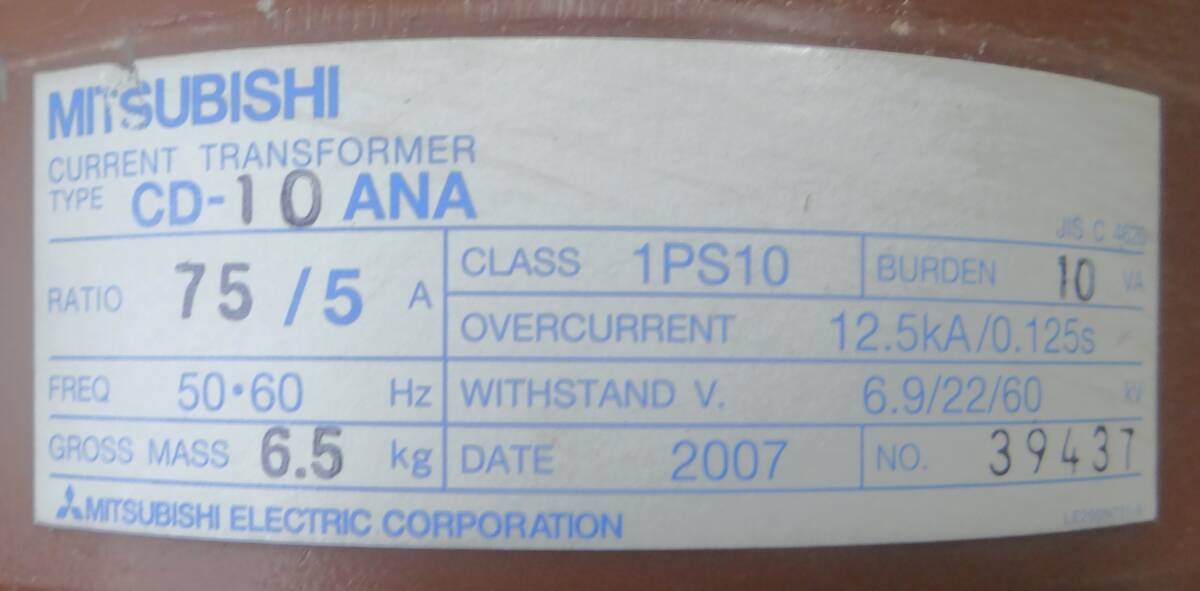 MITSUBISHI
CURRENT TRANSFORMER
TYPE CD-10 ANA
JIS C
RATIO 75/5 A
CLASS 1PS10 BURDEN 10 VA
OVERCURRENT 12.5kA/0.125s
FREQ 50·60 Hz
WITHSTAND V. 6.9/22/60 kV
GROSS MASS 6.5 kg
DATE 2007 NO. 39437
MITSUBISHI ELECTRIC CORPORATION